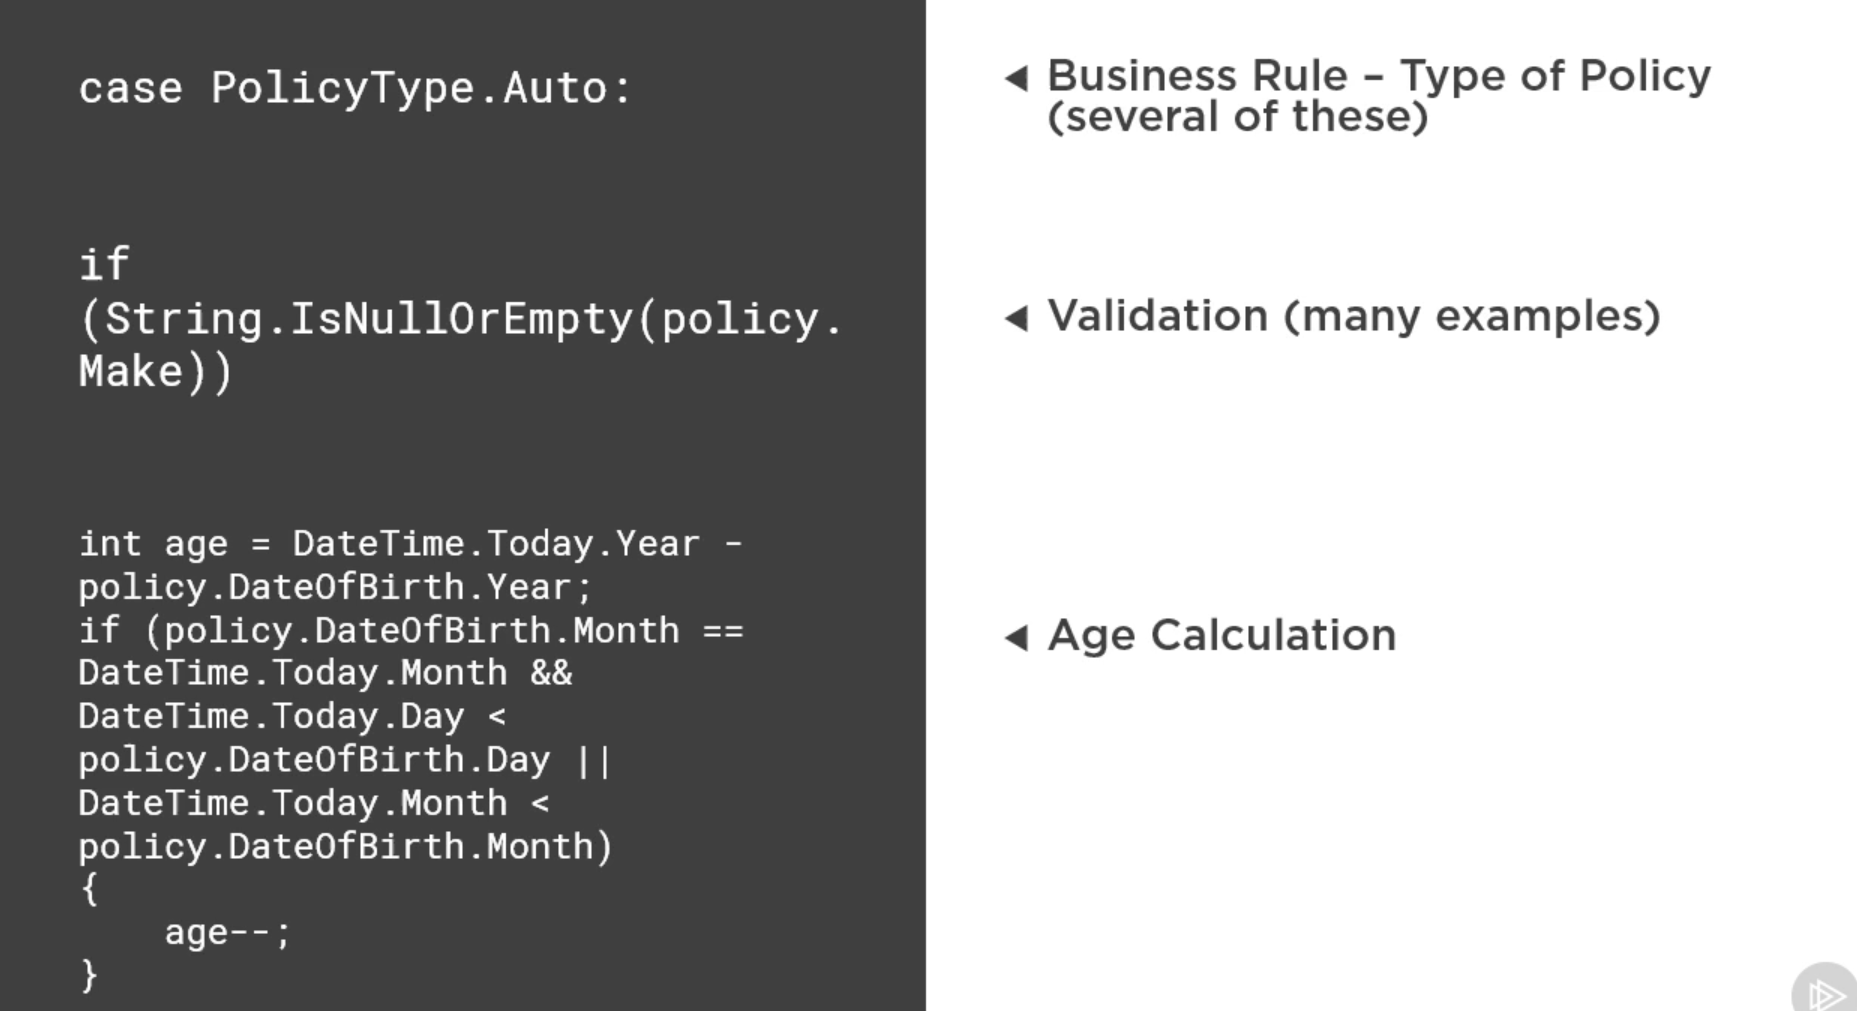 case PolicyType.Auto:
◀ Business Rule – Type of Policy
(several of these)
if
(String.IsNullOrEmpty(policy.
Make))
◀ Validation (many examples)
int age = DateTime.Today.Year -
policy.DateOfBirth.Year;
if (policy.DateOfBirth.Month ==
DateTime.Today.Month &&
DateTime.Today.Day <
policy.DateOfBirth.Day ||
DateTime.Today.Month <
policy.DateOfBirth.Month)
{
    age--;
}
◀ Age Calculation